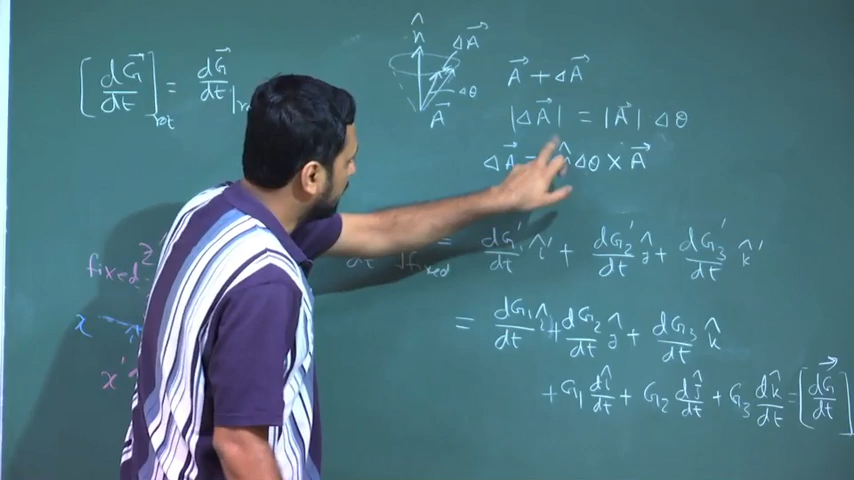 [dG⃗/dt]rot = dG⃗/dt|
n̂
ΔA⃗
Δθ
A⃗
A⃗ + ΔA⃗
|ΔA⃗| = |A⃗| Δθ
ΔA⃗ = n̂ Δθ × A⃗
fixed = dG₁'/dt î' + dG₂'/dt ĵ' + dG₃'/dt k̂'
= dG₁/dt î + dG₂/dt ĵ + dG₃/dt k̂
+ G₁ dî/dt + G₂ dĵ/dt + G₃ dk̂/dt = [dG⃗/dt]
fixed
z'
x
x'